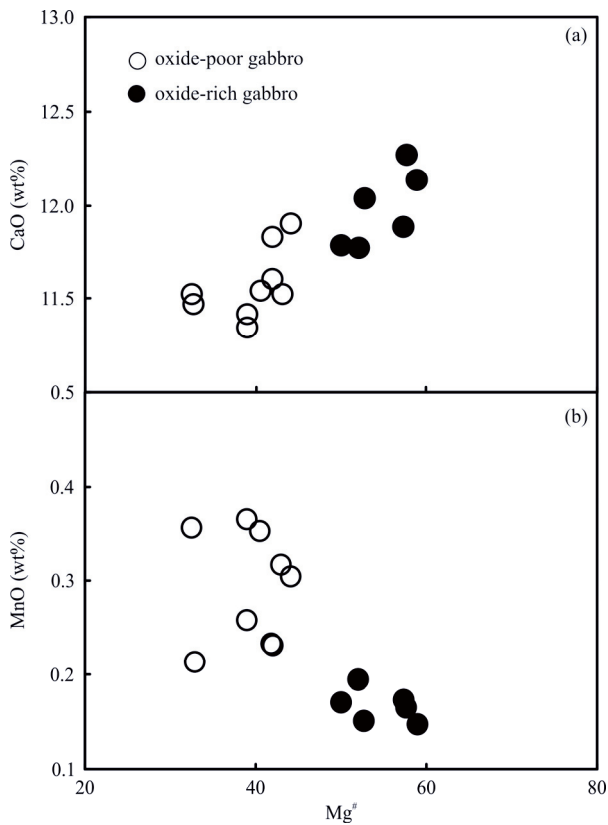 13.0
(a)
oxide-poor gabbro
oxide-rich gabbro
12.5
CaO (wt%)
12.0
11.5
0.5
(b)
0.4
MnO (wt%)
0.3
0.2
0.1
20
40
60
80
Mg#